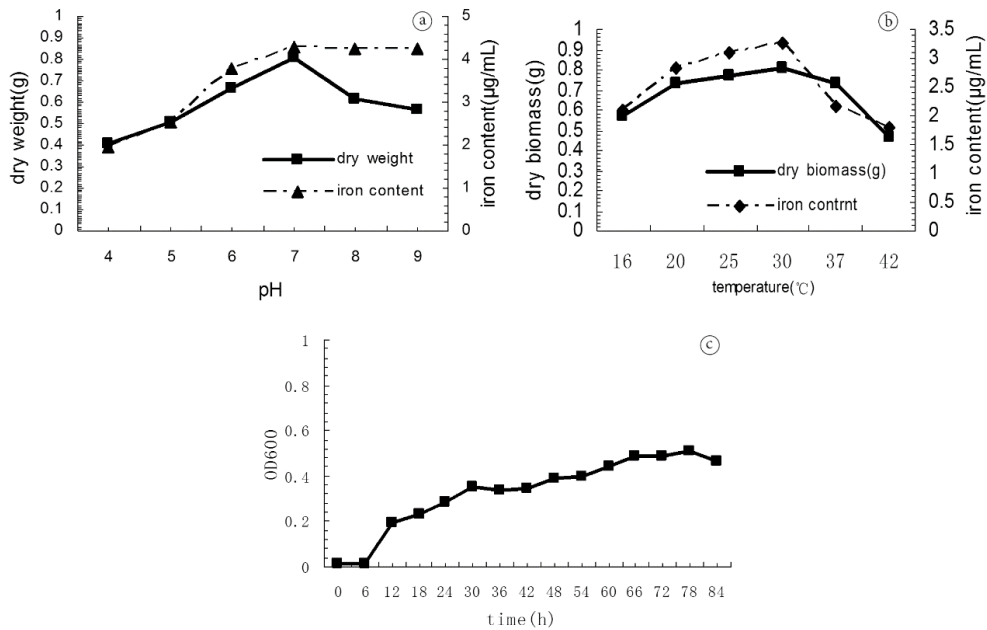 a
dry weight(g)
1
0.9
0.8
0.7
0.6
0.5
0.4
0.3
0.2
0.1
0
5
4
3
2
1
0
iron content(μg/mL)
dry weight
iron content
4 5 6 7 8 9
pH
b
dry biomass(g)
1
0.9
0.8
0.7
0.6
0.5
0.4
0.3
0.2
0.1
0
3.5
3
2.5
2
1.5
1
0.5
0
iron content(μg/mL)
dry biomass(g)
iron contrnt
16 20 25 30 37 42
temperature(℃)
c
OD600
1
0.8
0.6
0.4
0.2
0
0 6 12 18 24 30 36 42 48 54 60 66 72 78 84
time(h)